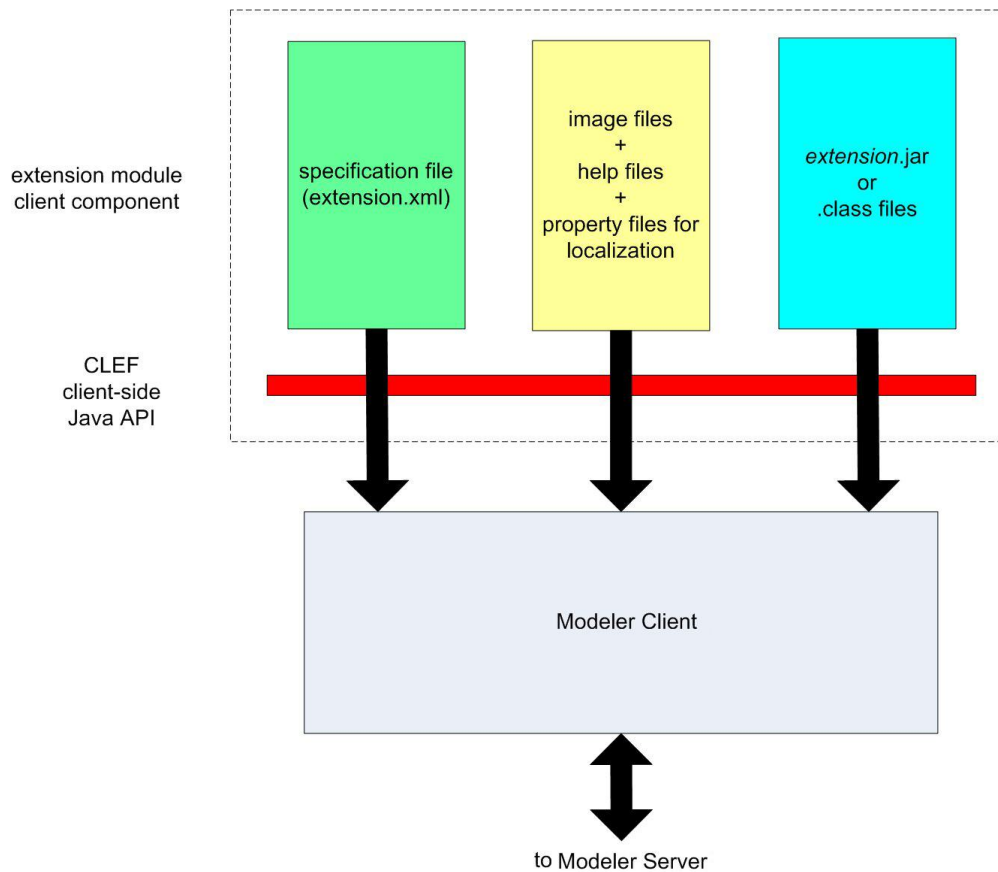 extension module
client component
specification file
(extension.xml)
image files
+
help files
+
property files for
localization
extension.jar
or
.class files
CLEF
client-side
Java API
Modeler Client
to Modeler Server